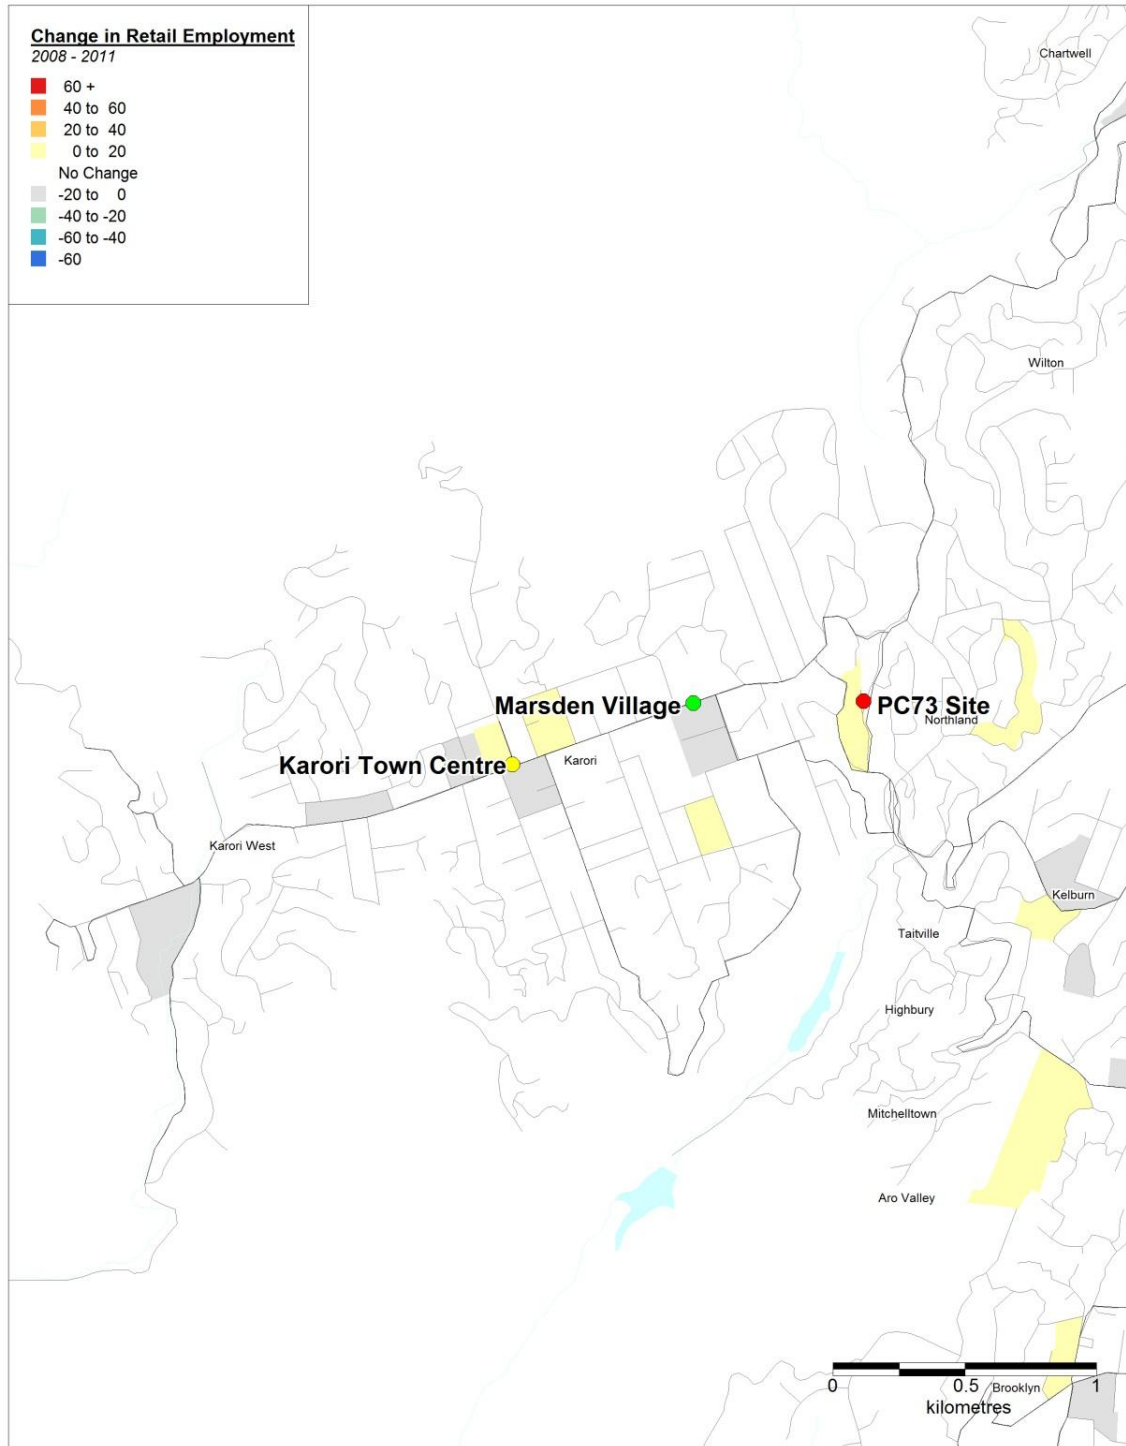 Change in Retail Employment
2008 - 2011
60 +
40 to 60
20 to 40
0 to 20
No Change
-20 to 0
-40 to -20
-60 to -40
-60
Chartwell
Wilton
Marsden Village
PC73 Site
Northland
Karori Town Centre
Karori
Karori West
Kelburn
Taitville
Highbury
Mitchelltown
Aro Valley
0 0.5 Brooklyn 1
kilometres